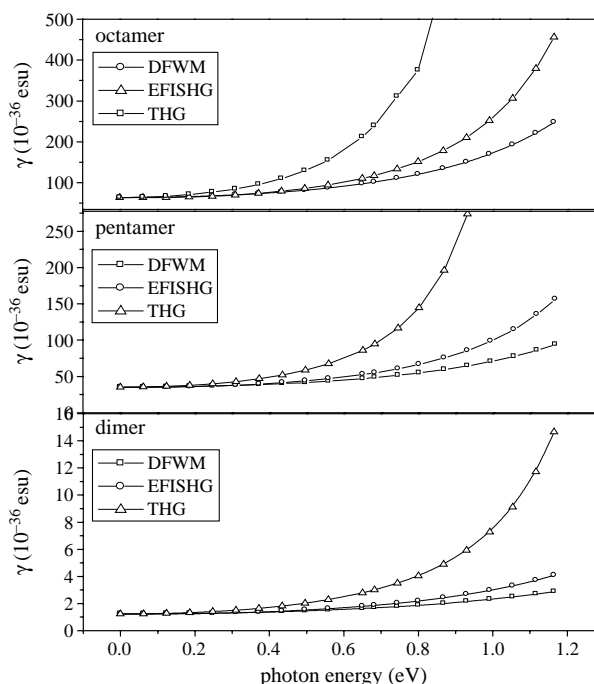 500
octamer
400
DFWM
EFISHG
300
THG
200
100
γ (10⁻³⁶ esu)
250
pentamer
200
DFWM
EFISHG
150
THG
100
50
γ (10⁻³⁶ esu)
16
dimer
14
12
DFWM
EFISHG
10
THG
8
6
4
2
0
γ (10⁻³⁶ esu)
0.0 0.2 0.4 0.6 0.8 1.0 1.2
photon energy (eV)